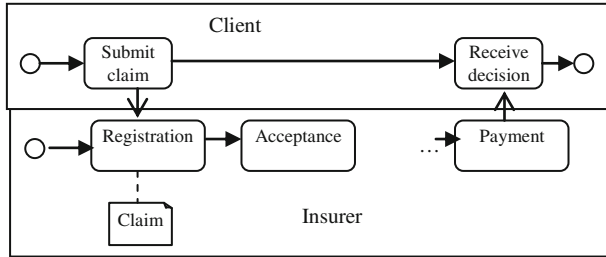 Client
Submit
claim
Receive
decision
Registration
Acceptance
...
Payment
Claim
Insurer